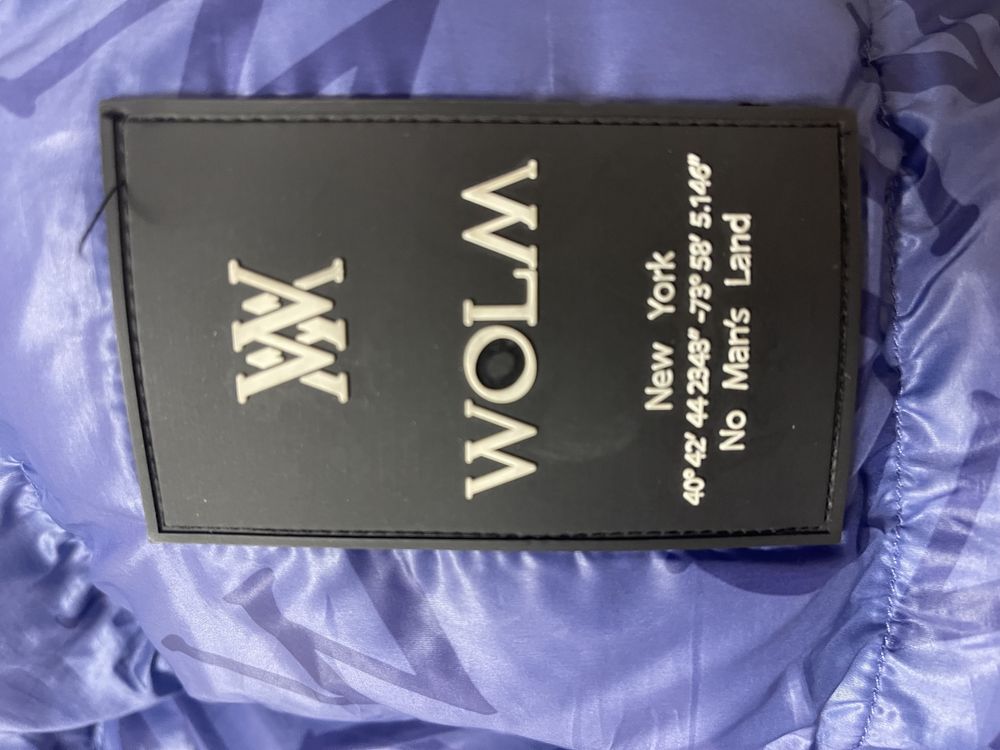 WOLM
New York
40° 42' 44 2343" -73° 58' 5.146"
No Man's Land